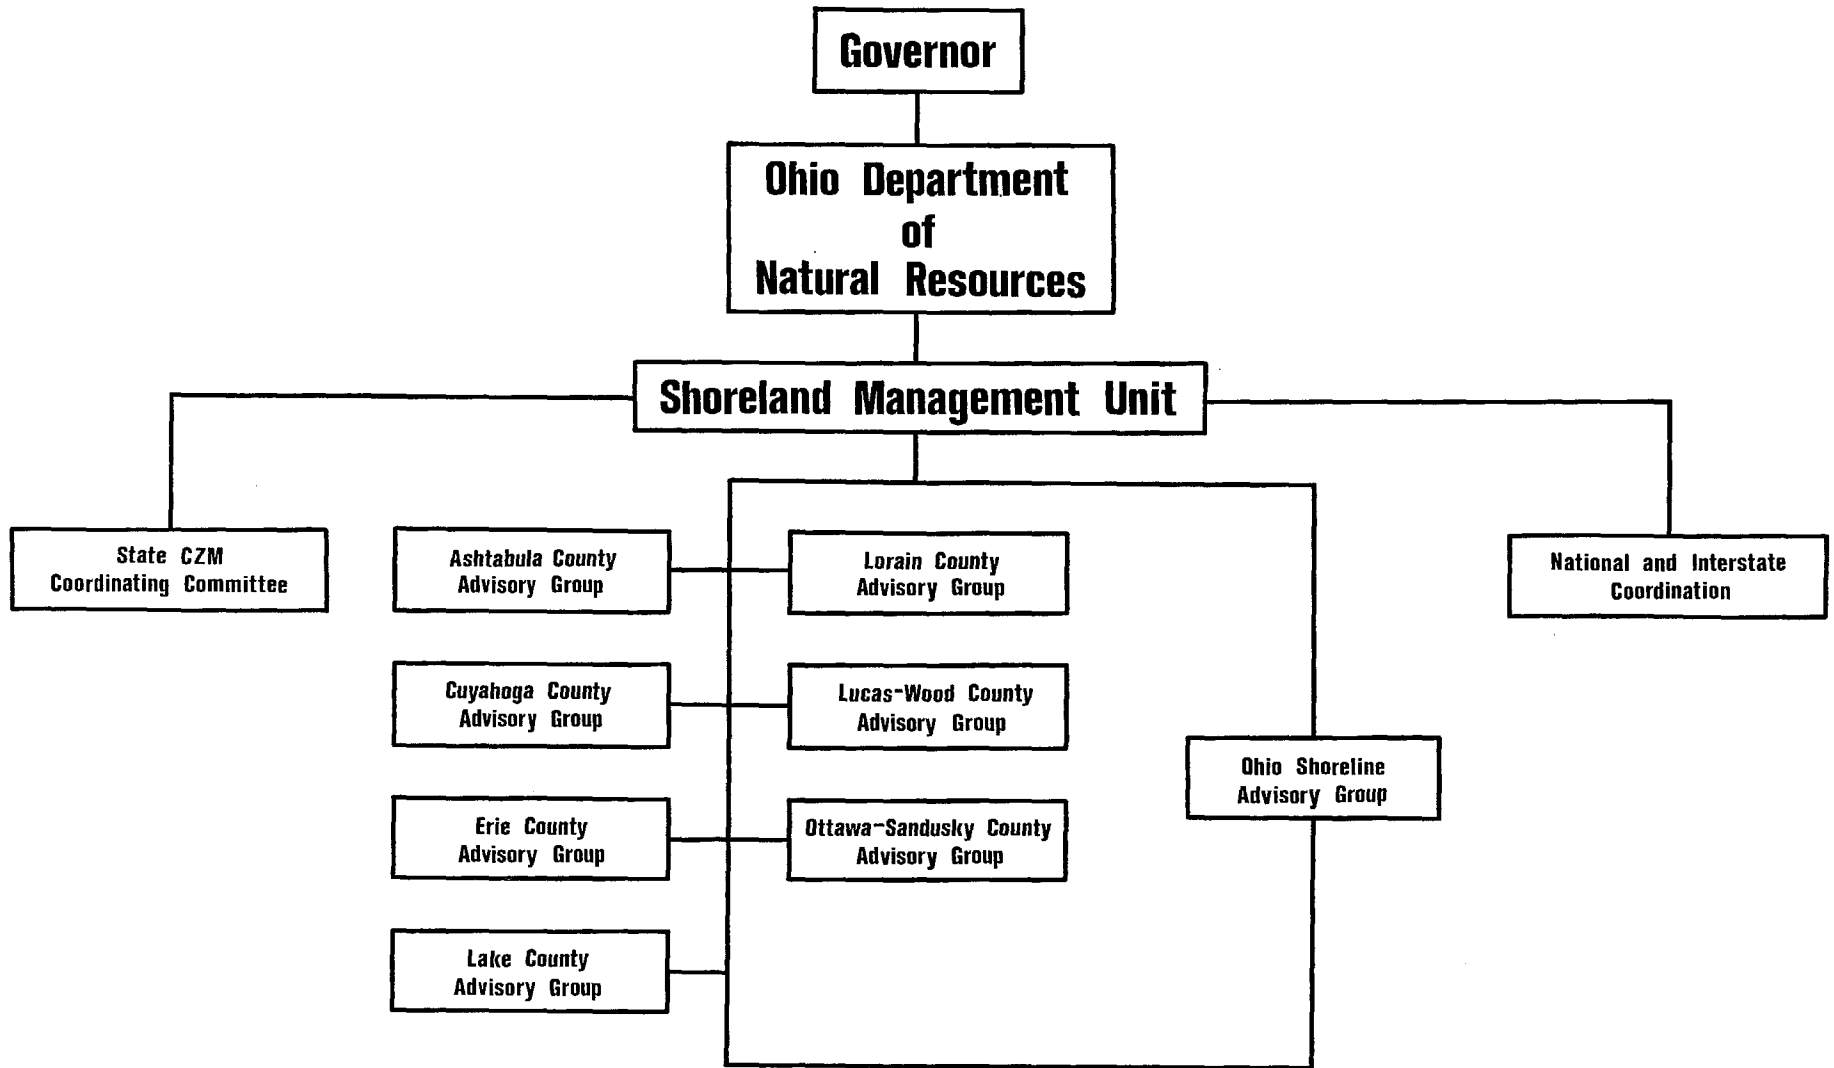 Governor
Ohio Department
of
Natural Resources
Shoreland Management Unit
State CZM
Coordinating Committee
Ashtabula County
Advisory Group
Lorain County
Advisory Group
National and Interstate
Coordination
Cuyahoga County
Advisory Group
Lucas-Wood County
Advisory Group
Ohio Shoreline
Advisory Group
Erie County
Advisory Group
Ottawa-Sandusky County
Advisory Group
Lake County
Advisory Group